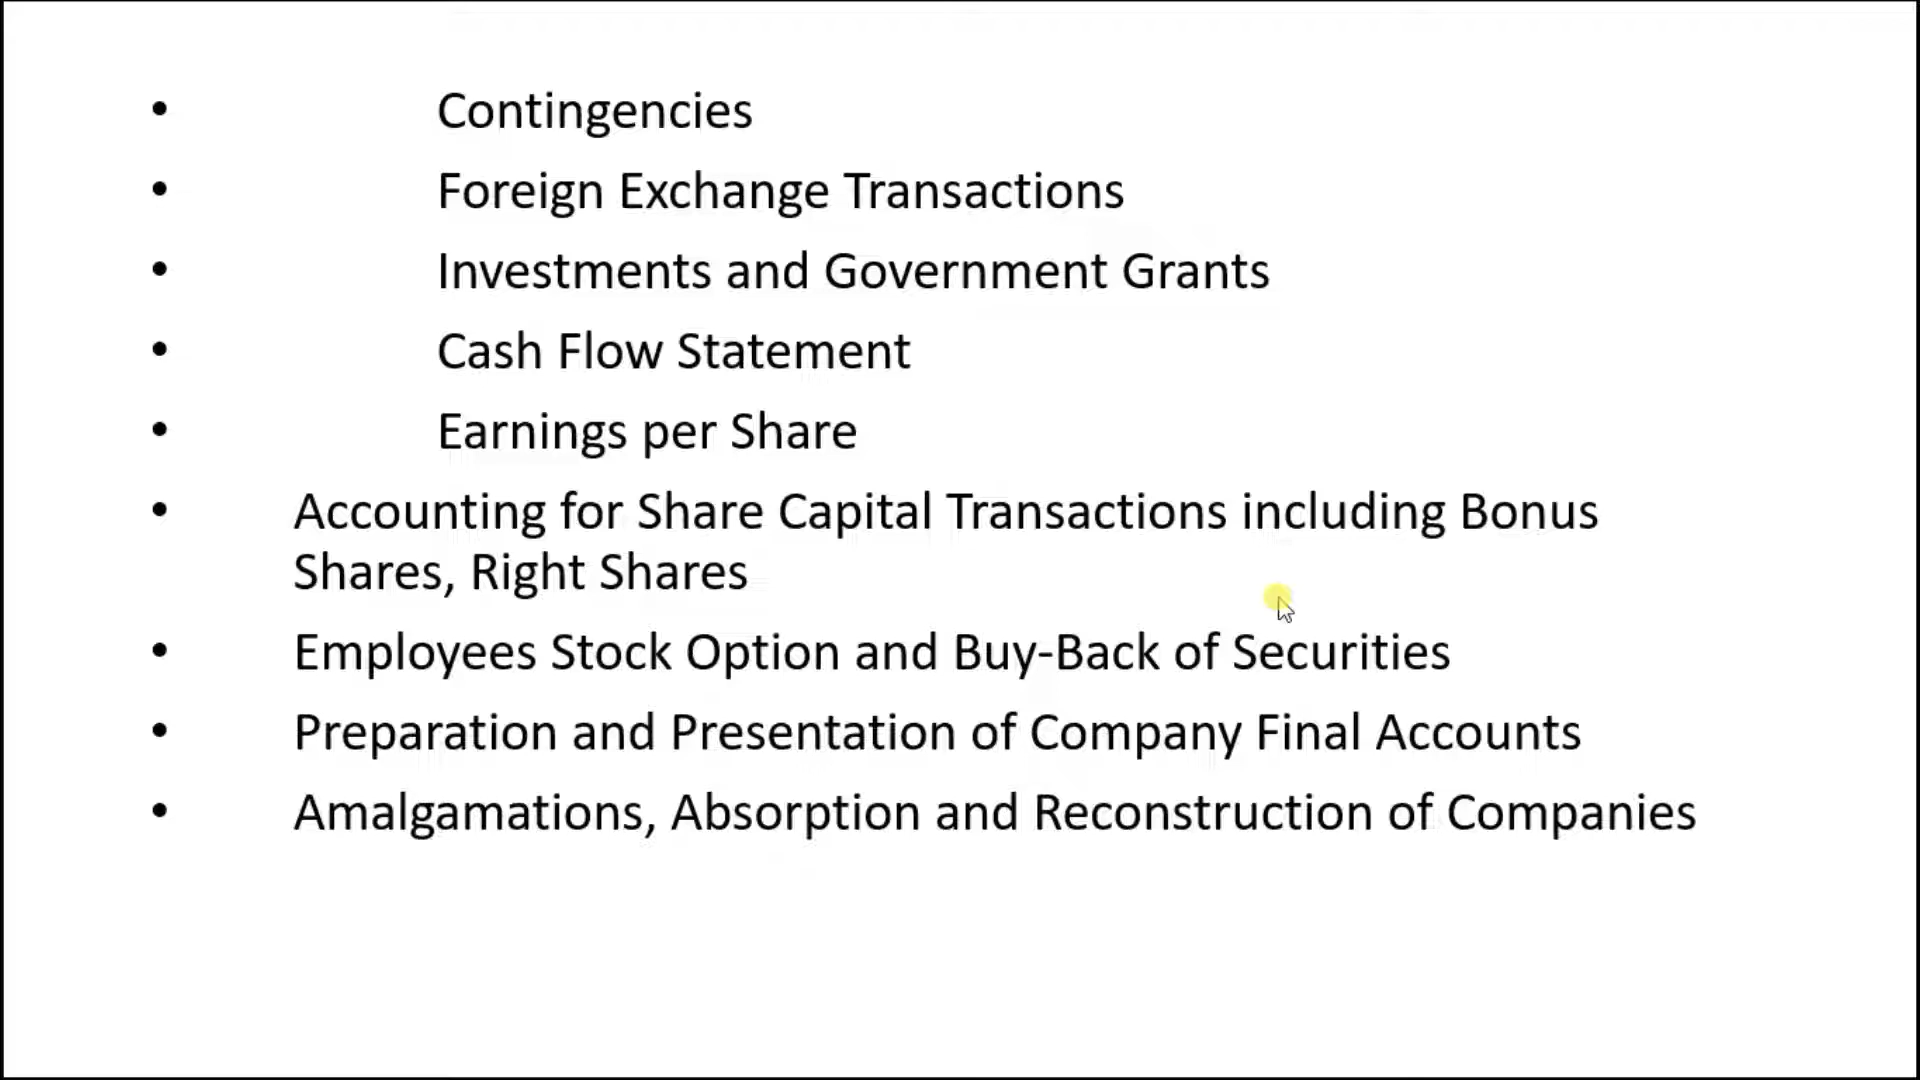 • Contingencies
• Foreign Exchange Transactions
• Investments and Government Grants
• Cash Flow Statement
• Earnings per Share
• Accounting for Share Capital Transactions including Bonus
Shares, Right Shares
• Employees Stock Option and Buy-Back of Securities
• Preparation and Presentation of Company Final Accounts
• Amalgamations, Absorption and Reconstruction of Companies